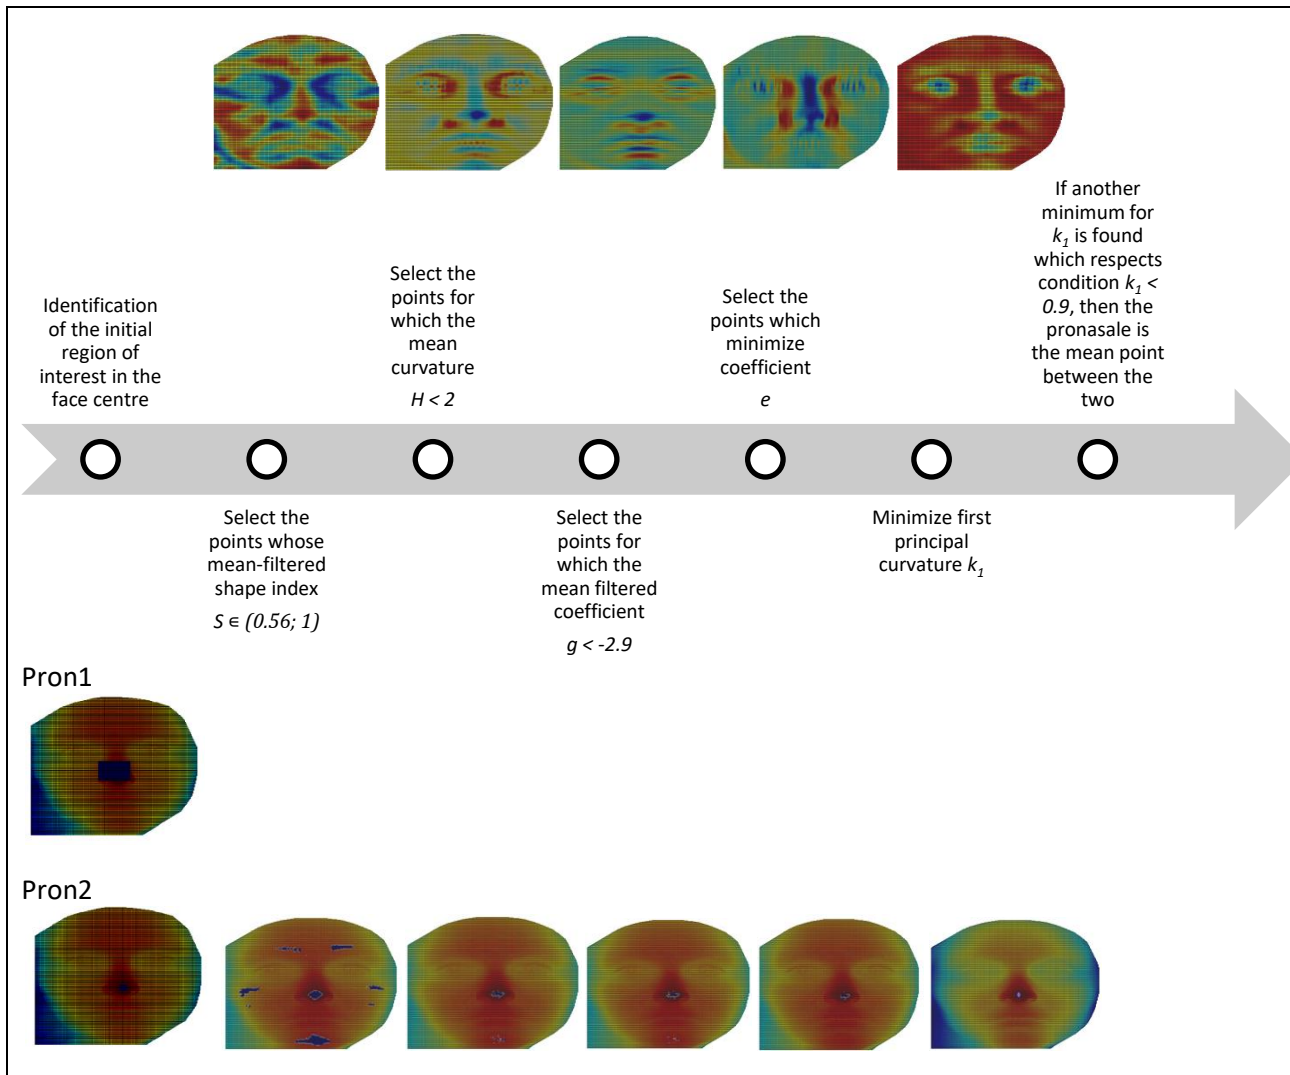 Identification
of the initial
region of
interest in the
face centre
Select the
points whose
mean-filtered
shape index
S ∈ (0.56; 1)
Select the
points for
which the
mean
curvature
H < 2
Select the
points for
which the
mean filtered
coefficient
g < -2.9
Select the
points which
minimize
coefficient
e
Minimize first
principal
curvature k₁
If another
minimum for
k₁ is found
which respects
condition k₁ <
0.9, then the
pronasale is
the mean point
between the
two
Pron1
Pron2